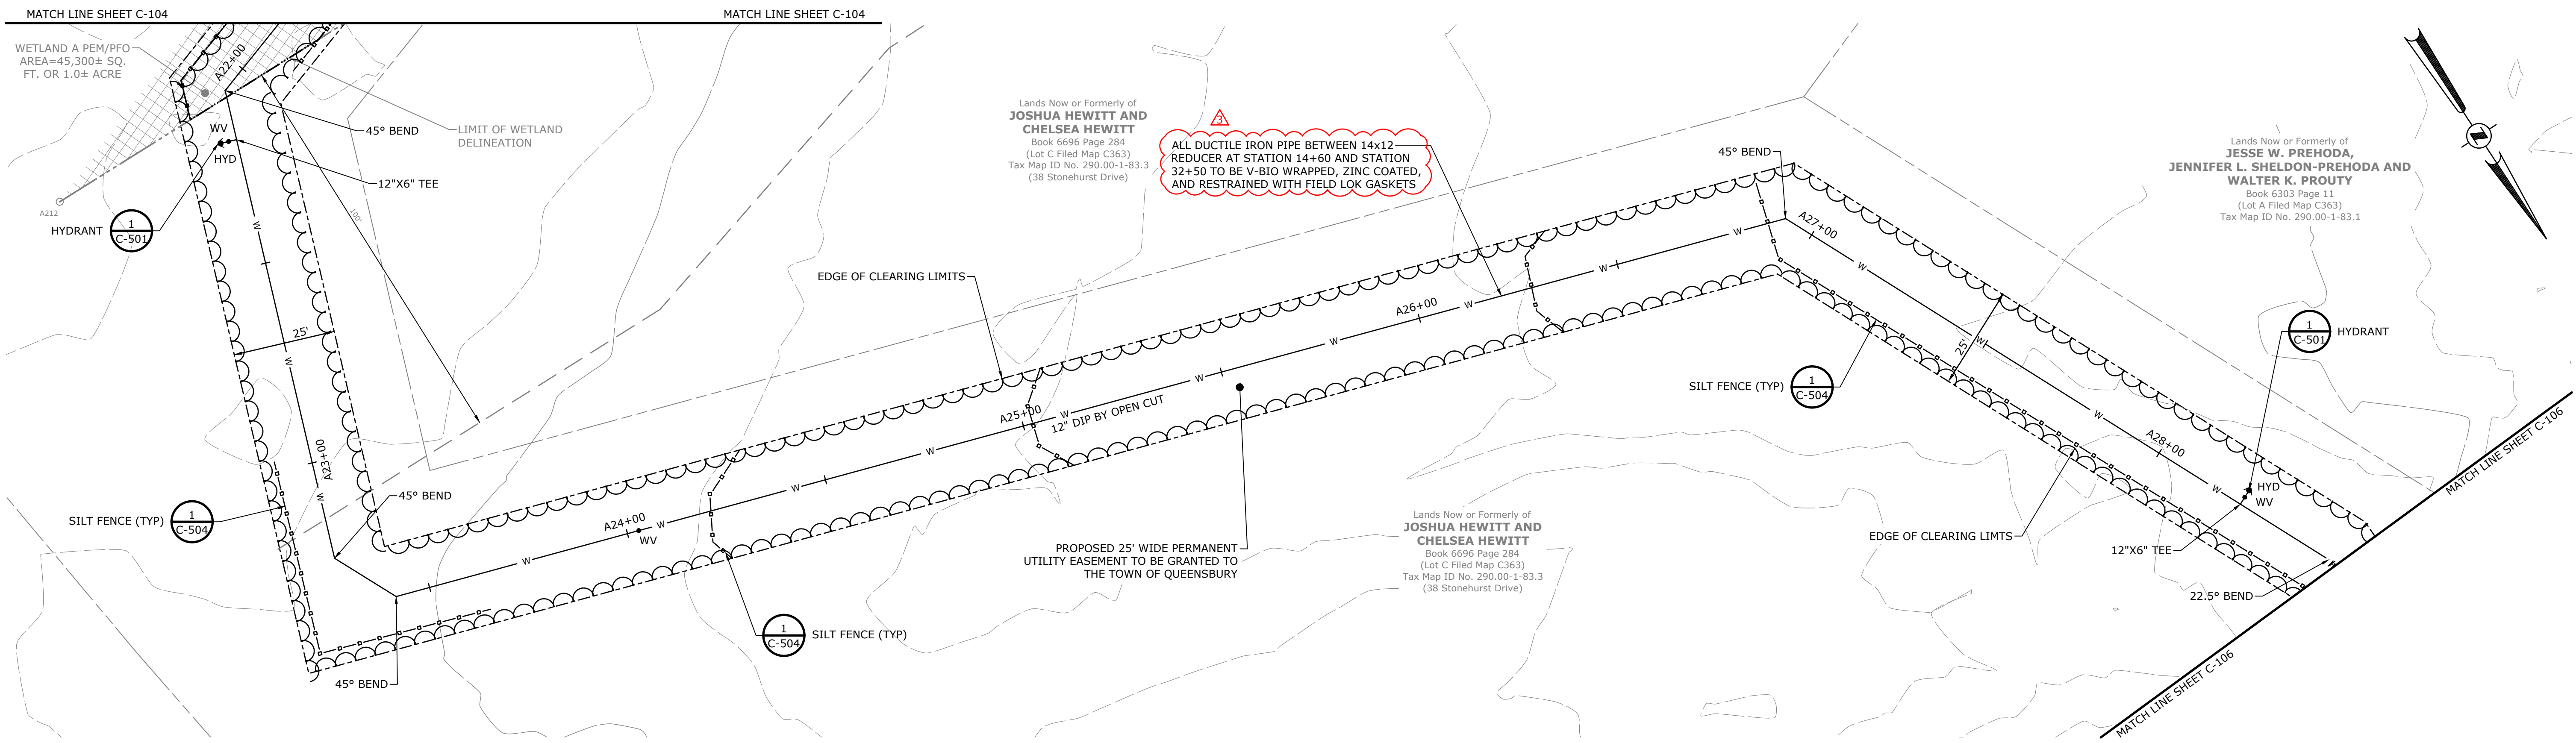 MATCH LINE SHEET C-104
MATCH LINE SHEET C-104
WETLAND A PEM/PFO
AREA=45,300± SQ.
FT. OR 1.0± ACRE
A22+00
45° BEND
LIMIT OF WETLAND
DELINEATION
WV
HYD
12"X6" TEE
A212
HYDRANT
1
C-501
100'
W
25'
W
A23+00
W
45° BEND
SILT FENCE (TYP)
1
C-504
45° BEND
W
A24+00
WV
W
W
W
1
C-504
SILT FENCE (TYP)
EDGE OF CLEARING LIMITS
A25+00
W
12" DIP BY OPEN CUT
W
W
A26+00
W
W
W
Lands Now or Formerly of
JOSHUA HEWITT AND
CHELSEA HEWITT
Book 6696 Page 284
(Lot C Filed Map C363)
Tax Map ID No. 290.00-1-83.3
(38 Stonehurst Drive)
3
ALL DUCTILE IRON PIPE BETWEEN 14x12
REDUCER AT STATION 14+60 AND STATION
32+50 TO BE V-BIO WRAPPED, ZINC COATED,
AND RESTRAINED WITH FIELD LOK GASKETS
PROPOSED 25' WIDE PERMANENT
UTILITY EASEMENT TO BE GRANTED TO
THE TOWN OF QUEENSBURY
Lands Now or Formerly of
JOSHUA HEWITT AND
CHELSEA HEWITT
Book 6696 Page 284
(Lot C Filed Map C363)
Tax Map ID No. 290.00-1-83.3
(38 Stonehurst Drive)
45° BEND
A27+00
W
W
25'
SILT FENCE (TYP)
1
C-504
W
A28+00
W
Lands Now or Formerly of
JESSE W. PREHODA,
JENNIFER L. SHELDON-PREHODA AND
WALTER K. PROUTY
Book 6303 Page 11
(Lot A Filed Map C363)
Tax Map ID No. 290.00-1-83.1
1
C-501
HYDRANT
HYD
WV
EDGE OF CLEARING LIMTS
12"X6" TEE
22.5° BEND
MATCH LINE SHEET C-106
MATCH LINE SHEET C-106